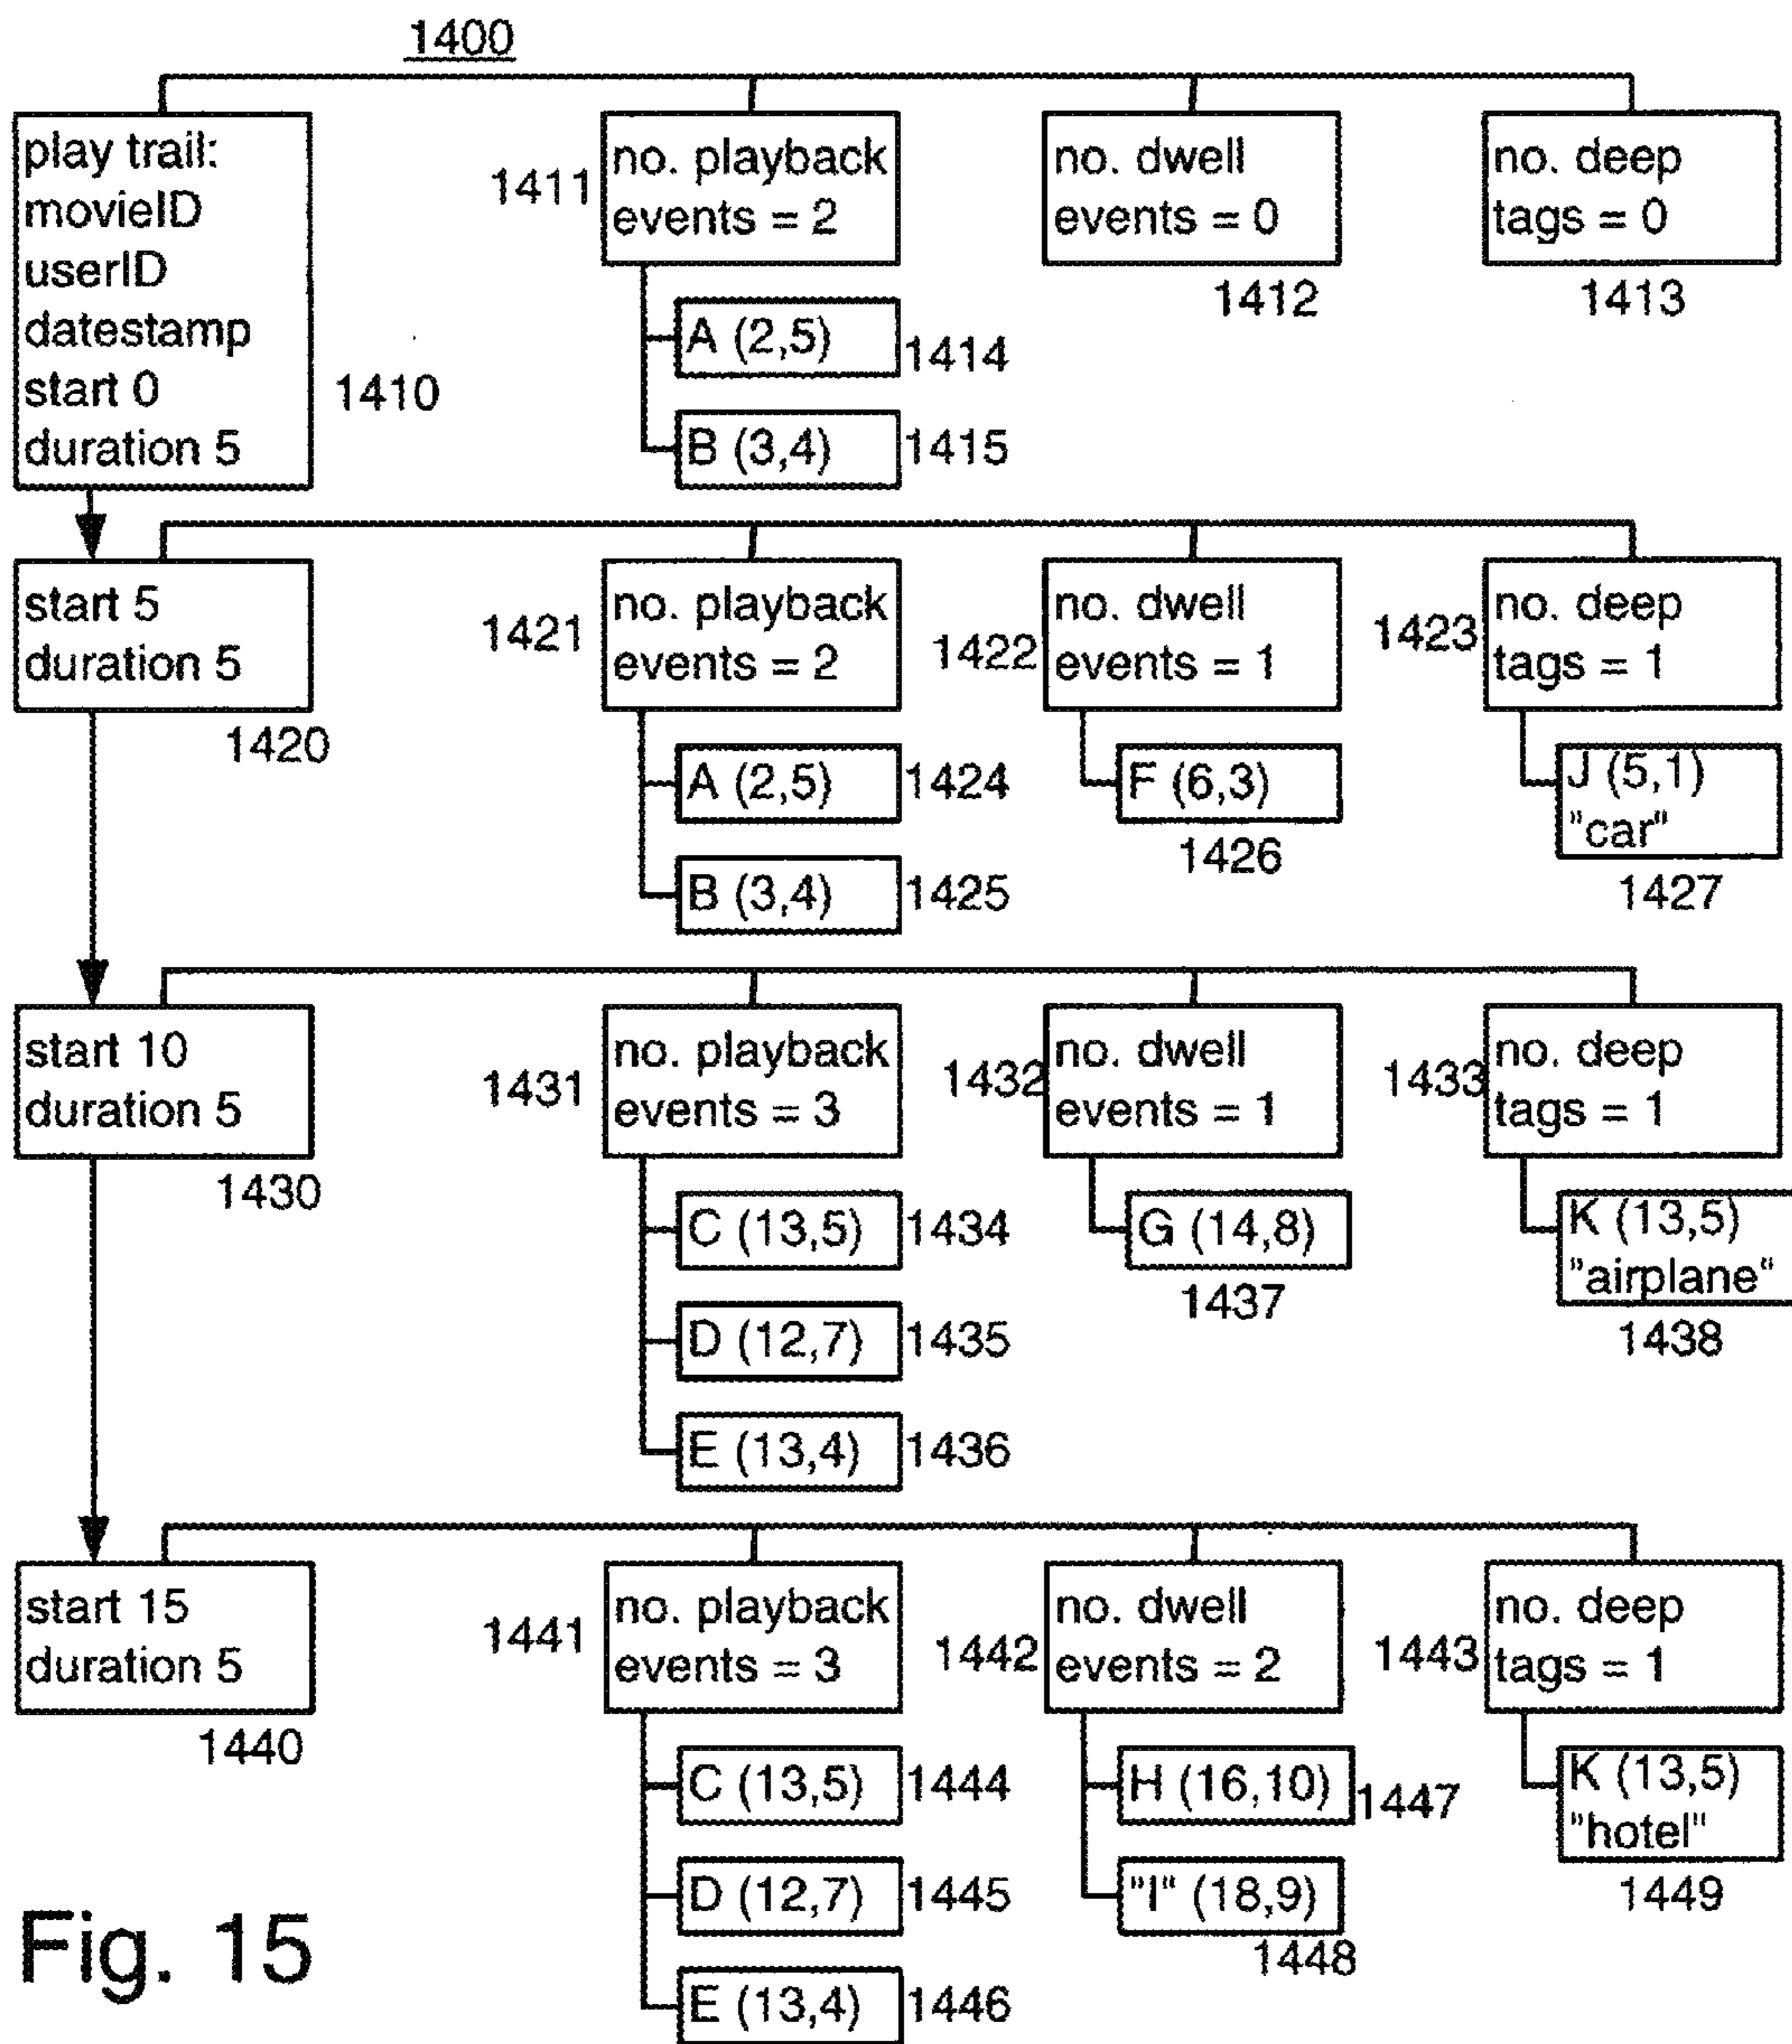 1400
play trail:
movieID
userID
datestamp
start 0
duration 5
1410
1411
no. playback
events = 2
A (2,5)
1414
B (3,4)
1415
no. dwell
events = 0
1412
no. deep
tags = 0
1413
start 5
duration 5
1420
1421
no. playback
events = 2
A (2,5)
1424
B (3,4)
1425
1422
no. dwell
events = 1
F (6,3)
1426
1423
no. deep
tags = 1
J (5,1)
"car"
1427
start 10
duration 5
1430
1431
no. playback
events = 3
C (13,5)
1434
D (12,7)
1435
E (13,4)
1436
1432
no. dwell
events = 1
G (14,8)
1437
1433
no. deep
tags = 1
K (13,5)
"airplane"
1438
start 15
duration 5
1440
1441
no. playback
events = 3
C (13,5)
1444
D (12,7)
1445
E (13,4)
1446
1442
no. dwell
events = 2
H (16,10)
1447
"I" (18,9)
1448
1443
no. deep
tags = 1
K (13,5)
"hotel"
1449
Fig. 15